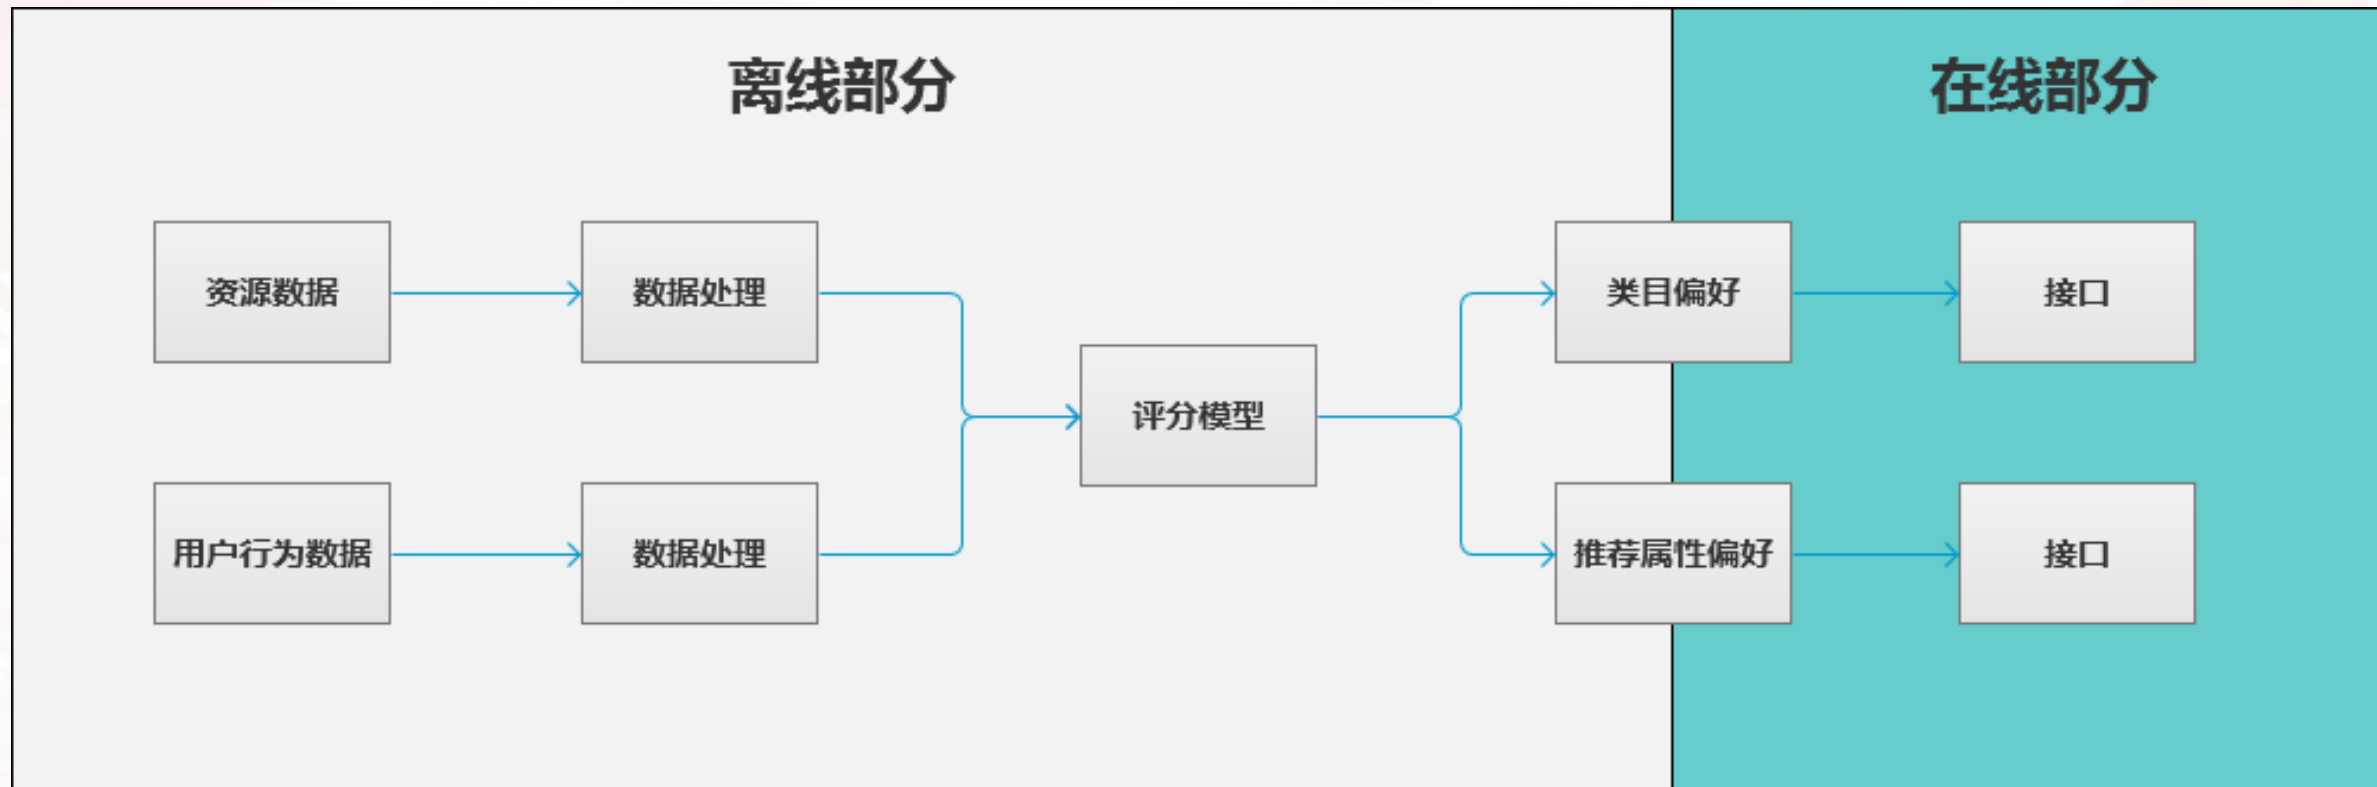 离线部分
在线部分
资源数据
数据处理
类目偏好
接口
评分模型
用户行为数据
数据处理
推荐属性偏好
接口